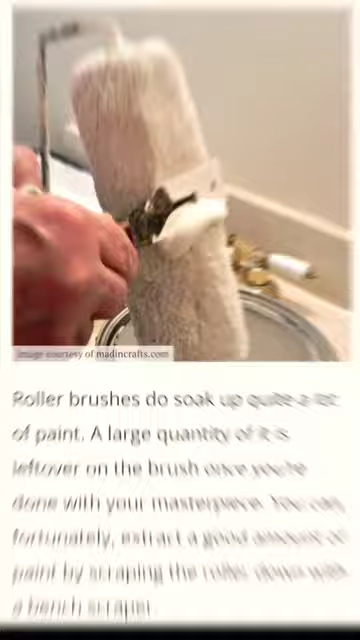 image courtesy of madincrafts.com
Roller brushes do soak up quite a lot
of paint. A large quantity of it is
leftover on the brush once you're
done with your masterpiece. You can,
fortunately, extract a good amount of
paint by scraping the roller down with
a bench scraper.